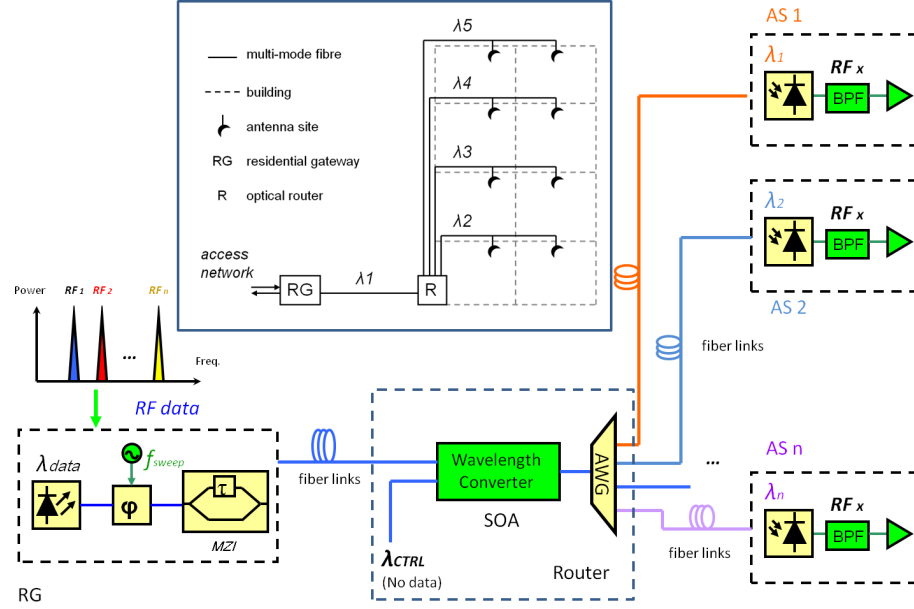 AS 1
λ1
RF x
BPF
λ5
multi-mode fibre
λ4
building
antenna site
λ3
RG residential gateway
R optical router
λ2
access
network
λ1
RG
R
λ2
RF x
BPF
AS 2
fiber links
Power
RF 1
RF 2
RF n
...
Freq.
RF data
λdata
fsweep
φ
τ
MZI
RG
fiber links
Wavelength
Converter
SOA
λCTRL
(No data)
AWG
Router
...
fiber links
AS n
λn
RF x
BPF